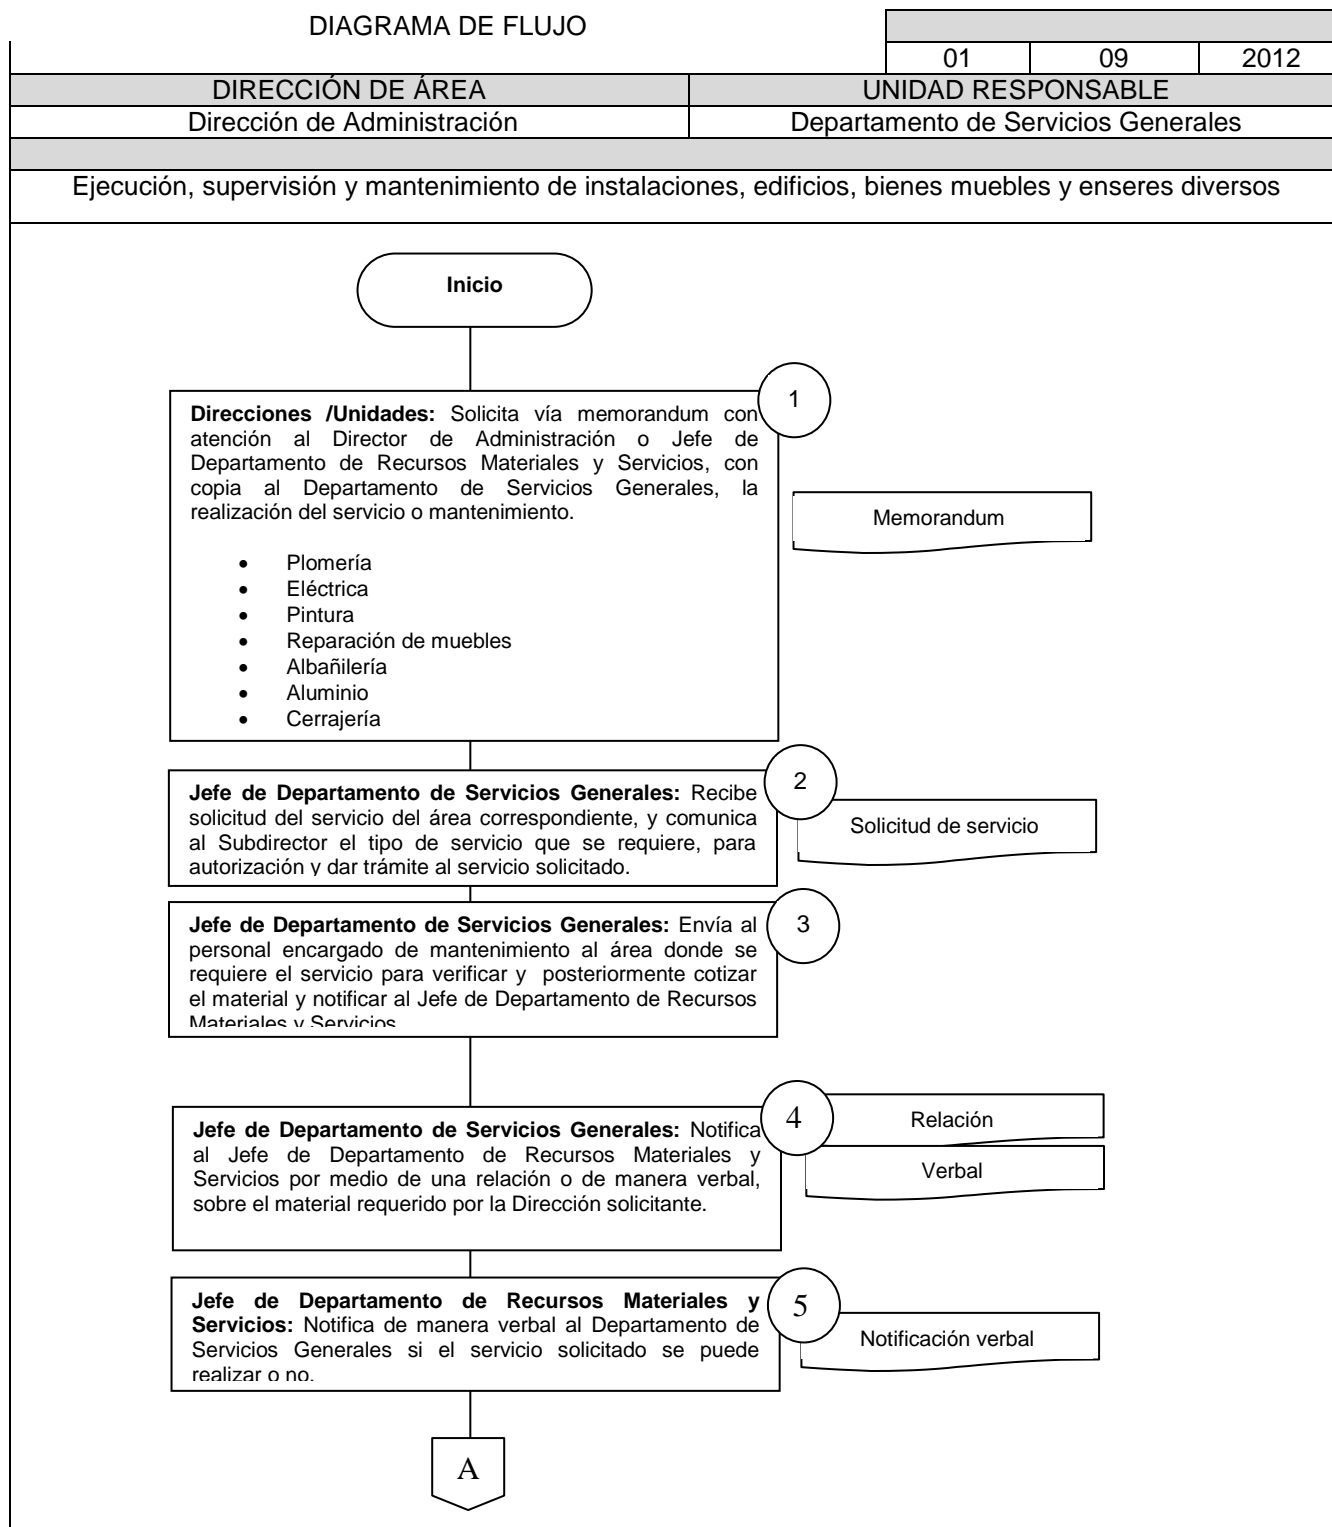 DIAGRAMA DE FLUJO
01 09 2012
DIRECCIÓN DE ÁREA UNIDAD RESPONSABLE
Dirección de Administración Departamento de Servicios Generales
Ejecución, supervisión y mantenimiento de instalaciones, edificios, bienes muebles y enseres diversos
Inicio
1
Direcciones /Unidades: Solicita vía memorandum con
atención al Director de Administración o Jefe de
Departamento de Recursos Materiales y Servicios, con
copia al Departamento de Servicios Generales, la
realización del servicio o mantenimiento.
• Plomería
• Eléctrica
• Pintura
• Reparación de muebles
• Albañilería
• Aluminio
• Cerrajería
Memorandum
2
Jefe de Departamento de Servicios Generales: Recibe
solicitud del servicio del área correspondiente, y comunica
al Subdirector el tipo de servicio que se requiere, para
autorización y dar trámite al servicio solicitado.
Solicitud de servicio
3
Jefe de Departamento de Servicios Generales: Envía al
personal encargado de mantenimiento al área donde se
requiere el servicio para verificar y posteriormente cotizar
el material y notificar al Jefe de Departamento de Recursos
Materiales y Servicios
4
Jefe de Departamento de Servicios Generales: Notifica
al Jefe de Departamento de Recursos Materiales y
Servicios por medio de una relación o de manera verbal,
sobre el material requerido por la Dirección solicitante.
Relación
Verbal
5
Jefe de Departamento de Recursos Materiales y
Servicios: Notifica de manera verbal al Departamento de
Servicios Generales si el servicio solicitado se puede
realizar o no.
Notificación verbal
A